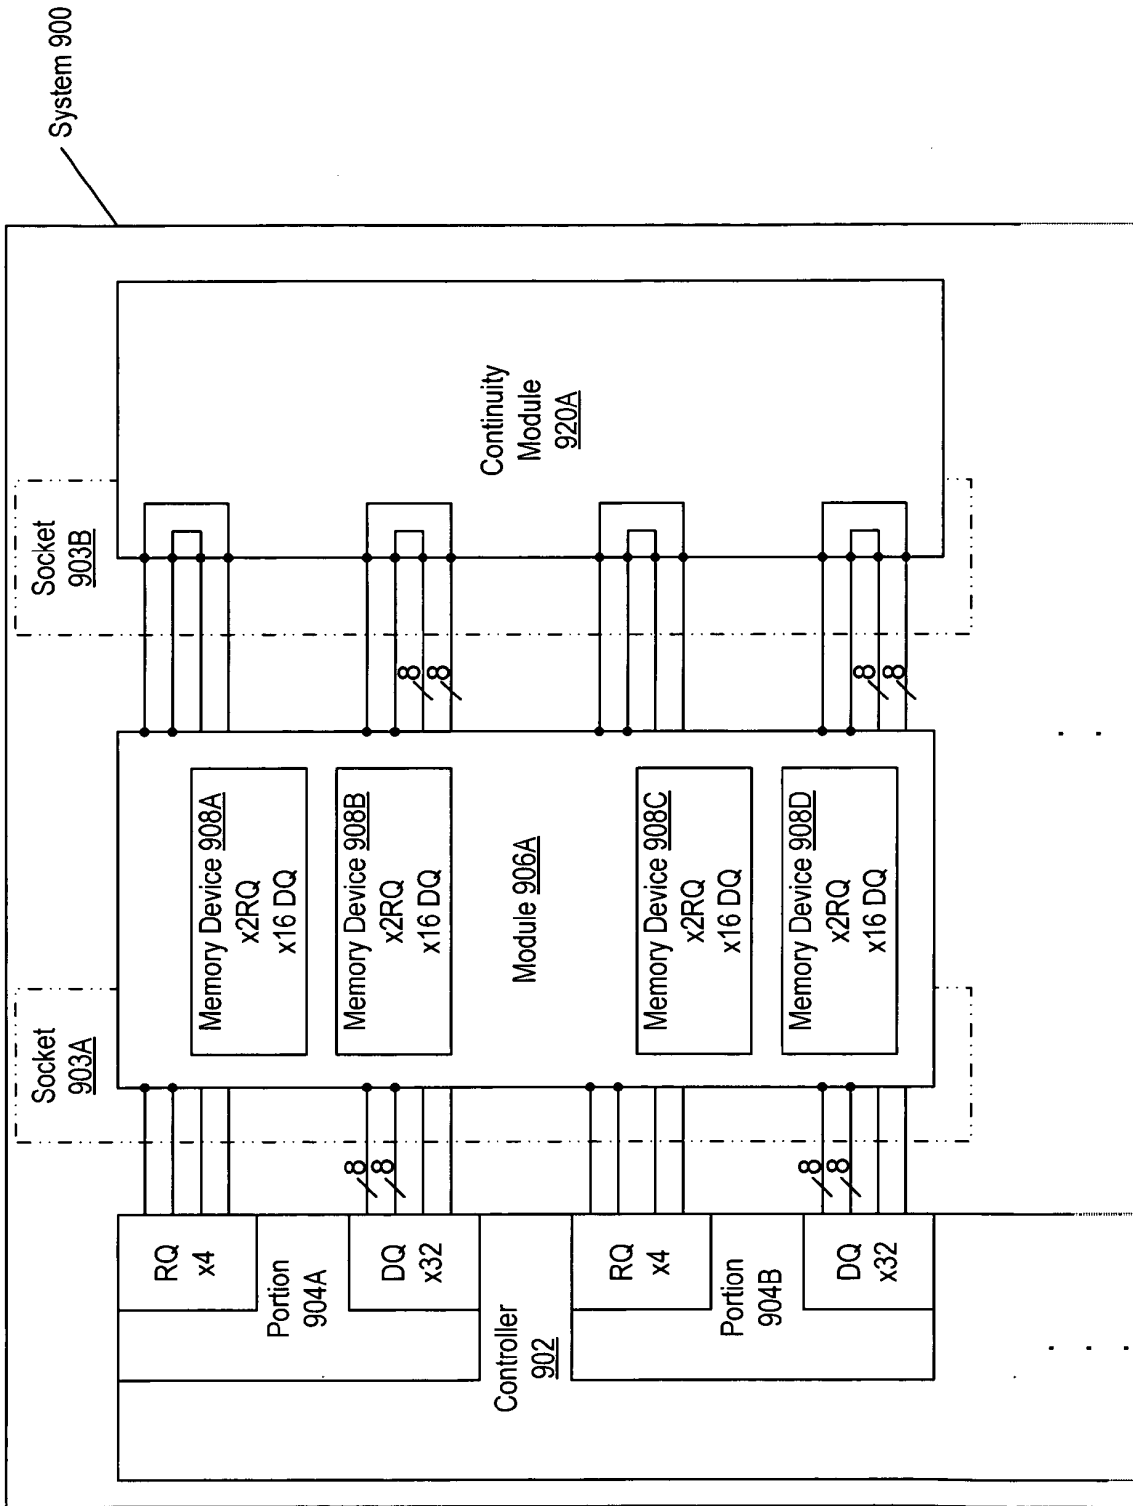 System 900
Socket
903A
Socket
903B
RQ
x4
Portion
904A
DQ
x32
Controller
902
RQ
x4
Portion
904B
DQ
x32
8
8
8
8
Memory Device 908A
x2RQ
x16 DQ
Memory Device 908B
x2RQ
x16 DQ
Module 906A
Memory Device 908C
x2RQ
x16 DQ
Memory Device 908D
x2RQ
x16 DQ
8
8
8
8
Continuity
Module
920A